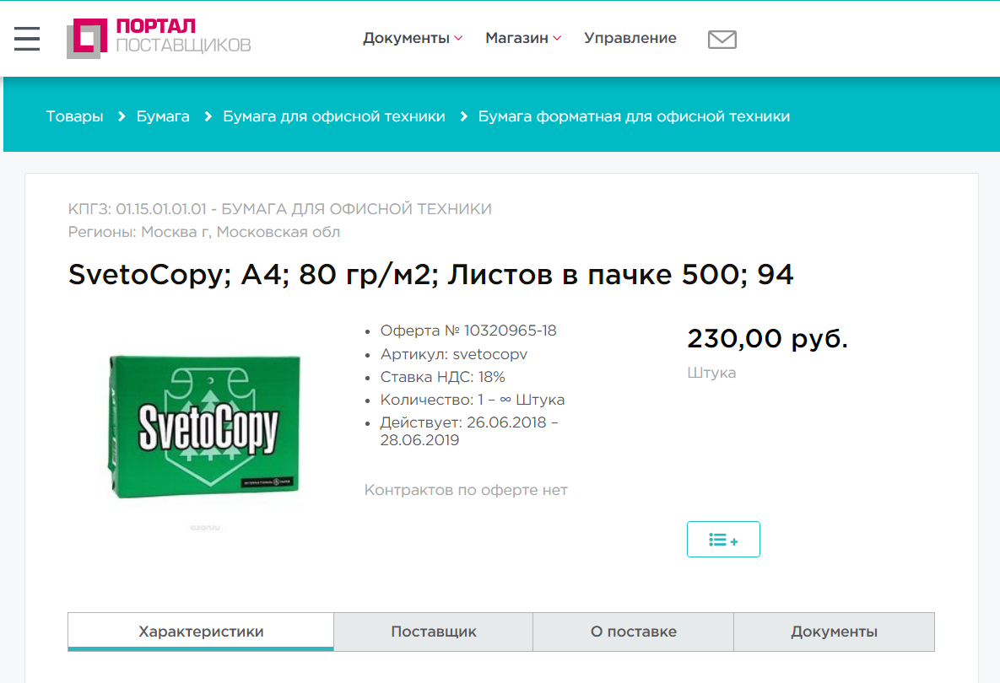 ПОРТАЛ
ПОСТАВЩИКОВ
Документы Магазин Управление
Товары Бумага Бумага для офисной техники Бумага форматная для офисной техники
КПГЗ: 01.15.01.01.01 - БУМАГА ДЛЯ ОФИСНОЙ ТЕХНИКИ
Регионы: Москва г, Московская обл
SvetoCopy; А4; 80 гр/м2; Листов в пачке 500; 94
SvetoCopy
ozon.ru
Оферта № 10320965-18
Артикул: svetocopv
Ставка НДС: 18%
Количество: 1 – ∞ Штука
Действует: 26.06.2018 –
28.06.2019
Контрактов по оферте нет
230,00 руб.
Штука
Характеристики Поставщик О поставке Документы